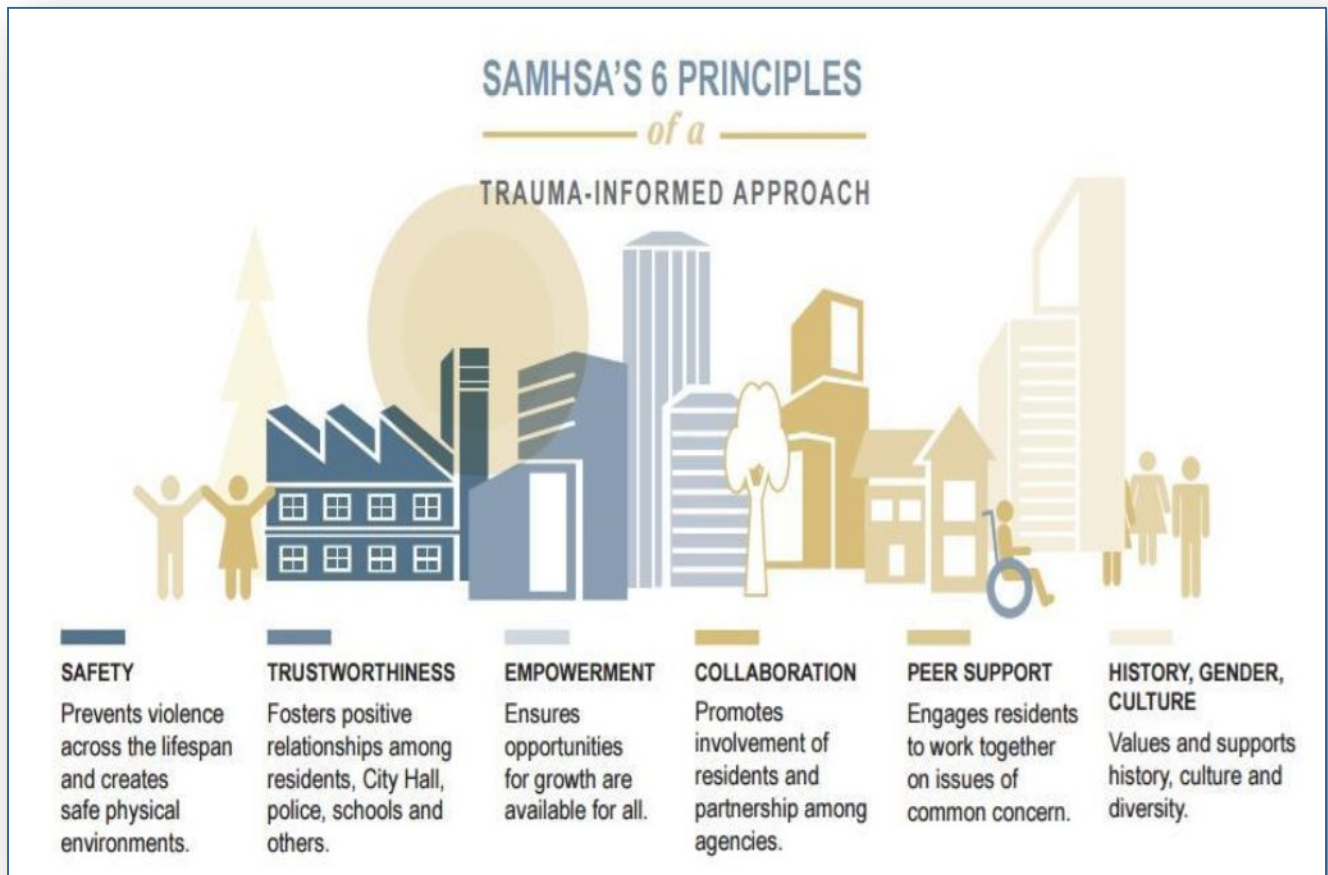 SAMHSA'S 6 PRINCIPLES
of a
TRAUMA-INFORMED APPROACH
SAFETY
Prevents violence
across the lifespan
and creates
safe physical
environments.
TRUSTWORTHINESS
Fosters positive
relationships among
residents, City Hall,
police, schools and
others.
EMPOWERMENT
Ensures
opportunities
for growth are
available for all.
COLLABORATION
Promotes
involvement of
residents and
partnership among
agencies.
PEER SUPPORT
Engages residents
to work together
on issues of
common concern.
HISTORY, GENDER,
CULTURE
Values and supports
history, culture and
diversity.